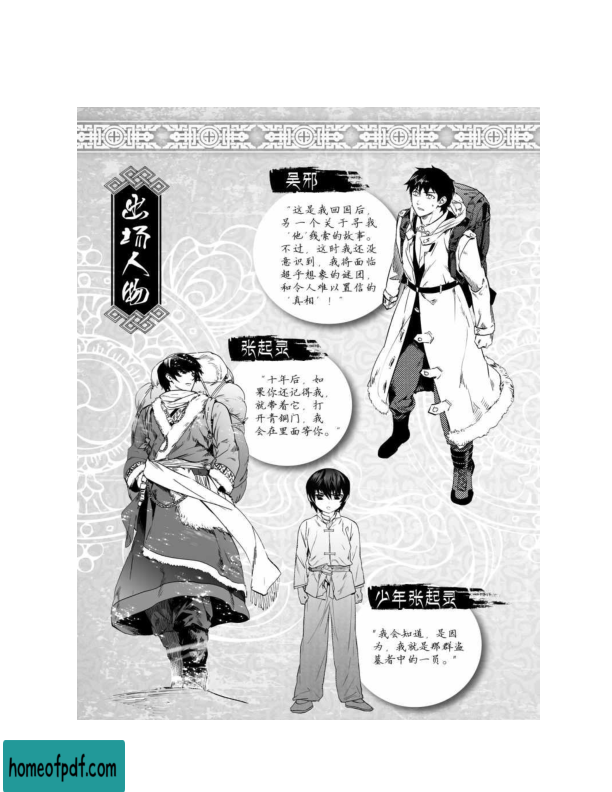 出场人物
吴邪
“这是我回国后，
另一个关于寻找
‘他’线索的故事。
不过，这时我还没
意识到，我将面临
超乎想象的谜团，
和令人难以置信的
‘真相’！”
张起灵
“十年后，如
果你还记得我，
就带着它，打
开青铜门，我
会在里面等你。”
少年张起灵
“我会知道，是因
为，我就是那群盗
墓者中的一员。”
homeofpdf.com